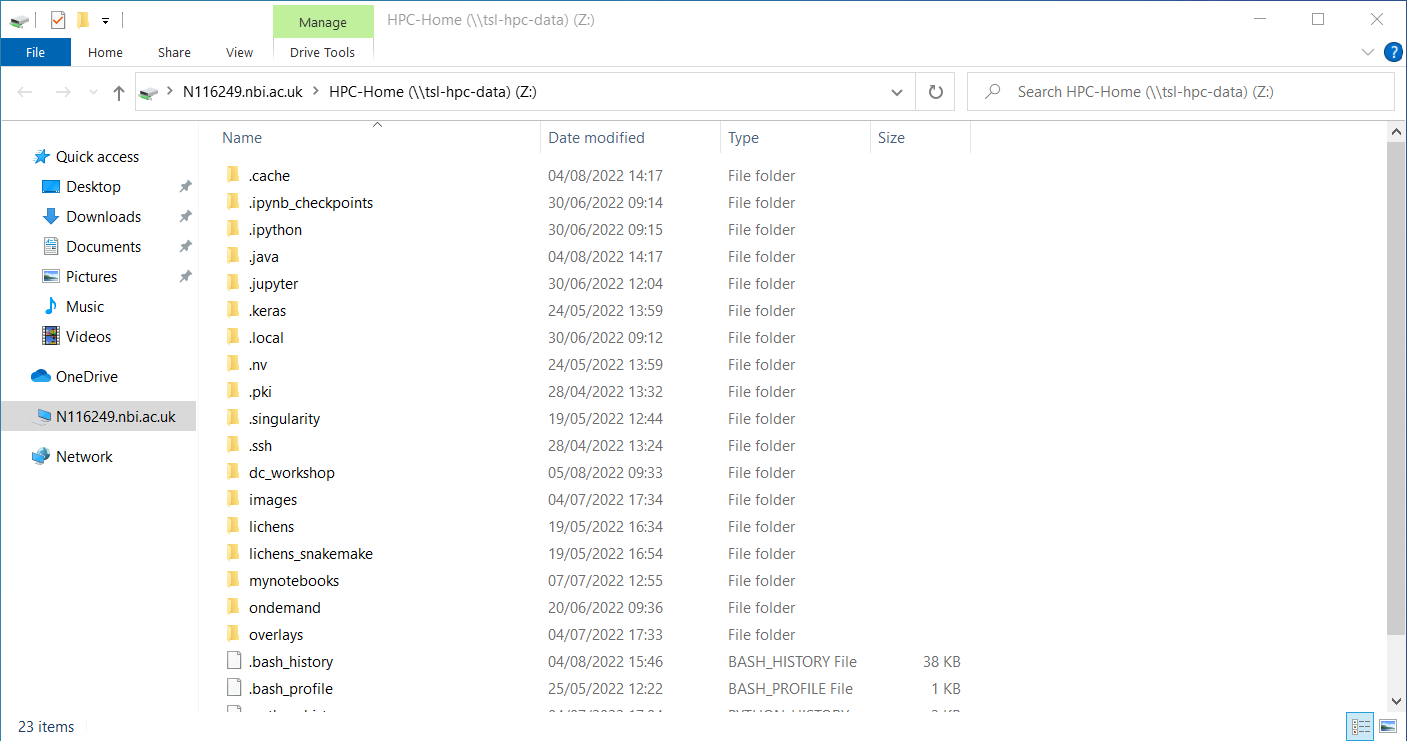 Manage HPC-Home (\\tsl-hpc-data) (Z:)
File Home Share View Drive Tools
N116249.nbi.ac.uk > HPC-Home (\\tsl-hpc-data) (Z:) Search HPC-Home (\\tsl-hpc-data) (Z:)
Quick access
Desktop
Downloads
Documents
Pictures
Music
Videos
OneDrive
N116249.nbi.ac.uk
Network
Name Date modified Type Size
.cache 04/08/2022 14:17 File folder
.ipynb_checkpoints 30/06/2022 09:14 File folder
.ipython 30/06/2022 09:15 File folder
.java 04/08/2022 14:17 File folder
.jupyter 30/06/2022 12:04 File folder
.keras 24/05/2022 13:59 File folder
.local 30/06/2022 09:12 File folder
.nv 24/05/2022 13:59 File folder
.pki 28/04/2022 13:32 File folder
.singularity 19/05/2022 12:44 File folder
.ssh 28/04/2022 13:24 File folder
dc_workshop 05/08/2022 09:33 File folder
images 04/07/2022 17:34 File folder
lichens 19/05/2022 16:34 File folder
lichens_snakemake 19/05/2022 16:54 File folder
mynotebooks 07/07/2022 12:55 File folder
ondemand 20/06/2022 09:36 File folder
overlays 04/07/2022 17:33 File folder
.bash_history 04/08/2022 15:46 BASH_HISTORY File 38 KB
.bash_profile 25/05/2022 12:22 BASH_PROFILE File 1 KB
23 items